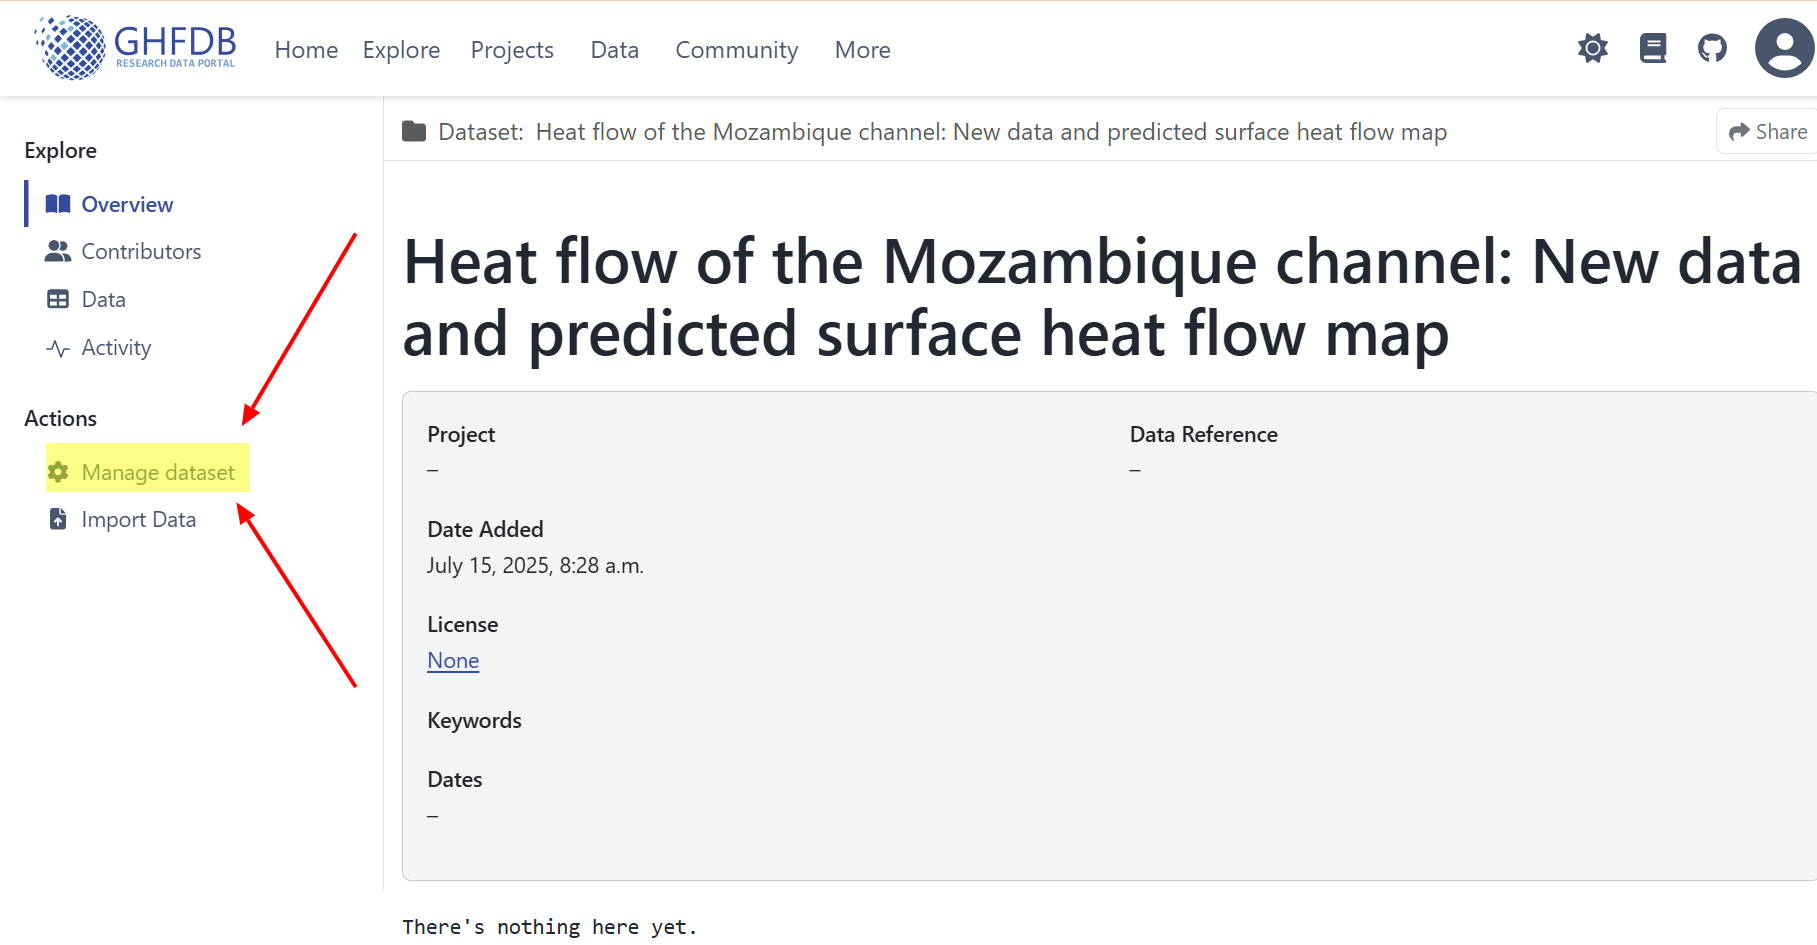 GHFDB
RESEARCH DATA PORTAL
Home Explore Projects Data Community More
Explore
Overview
Contributors
Data
Activity
Actions
Manage dataset
Import Data
Dataset: Heat flow of the Mozambique channel: New data and predicted surface heat flow map
Share
Heat flow of the Mozambique channel: New data
and predicted surface heat flow map
Project
–
Data Reference
–
Date Added
July 15, 2025, 8:28 a.m.
License
None
Keywords
Dates
–
There's nothing here yet.